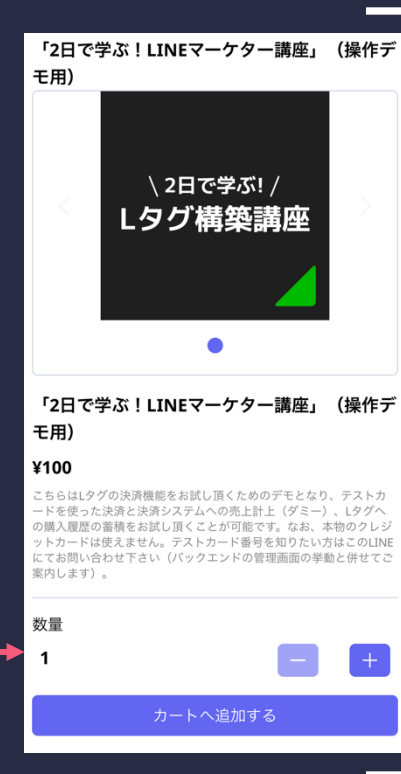 「2日で学ぶ！LINEマーケター講座」（操作デ
モ用）
\ 2日で学ぶ! /
Lタグ構築講座
「2日で学ぶ！LINEマーケター講座」（操作デ
モ用）
¥100
こちらはLタグの決済機能をお試し頂くためのデモとなり、テストカ
ードを使った決済と決済システムへの売上計上（ダミー）、Lタグへ
の購入履歴の蓄積をお試し頂くことが可能です。なお、本物のクレジ
ットカードは使えません。テストカード番号を知りたい方はこのLINE
にてお問い合わせ下さい（バックエンドの管理画面の挙動と併せてご
案内します）。
数量
1
カートへ追加する